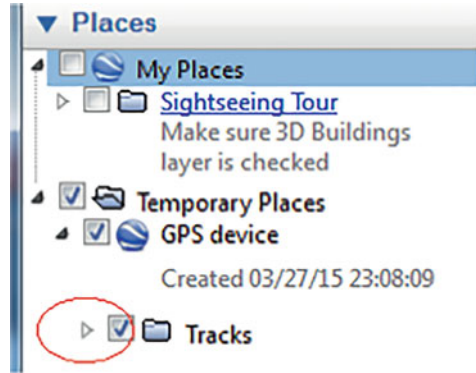 Places
My Places
Sightseeing Tour
Make sure 3D Buildings
layer is checked
Temporary Places
GPS device
Created 03/27/15 23:08:09
Tracks